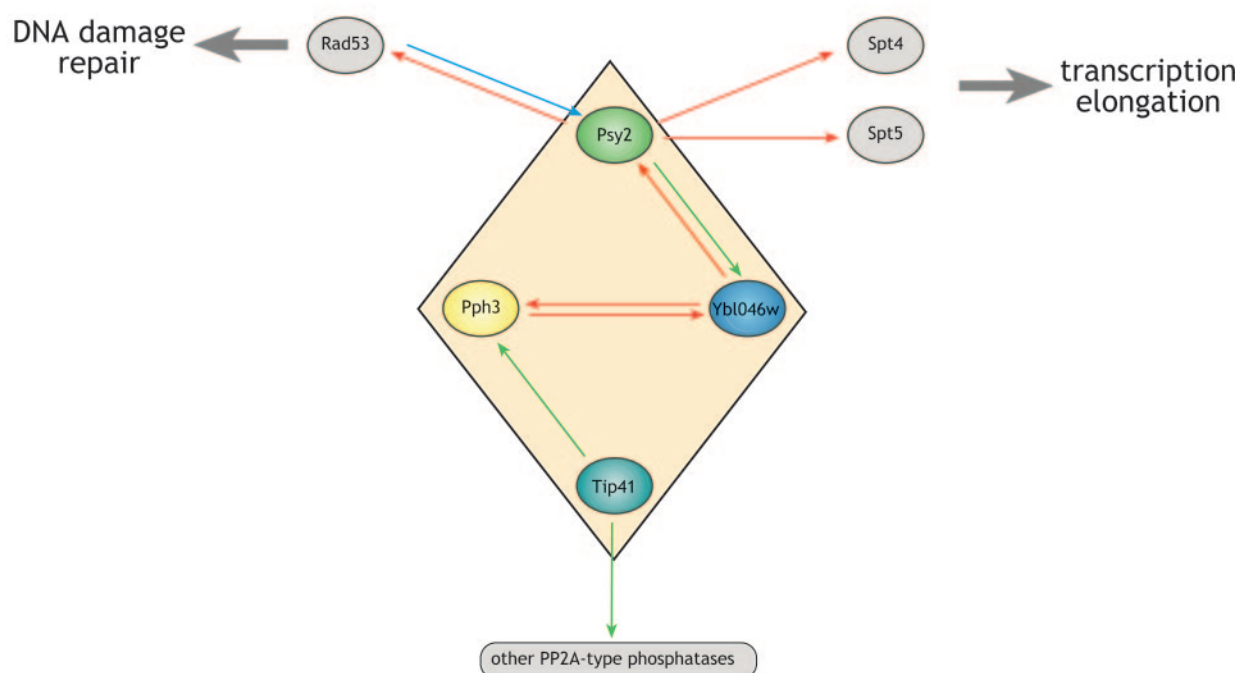 DNA damage
repair
Rad53
Spt4
transcription
elongation
Psy2
Spt5
Pph3
Ybl046w
Tip41
other PP2A-type phosphatases